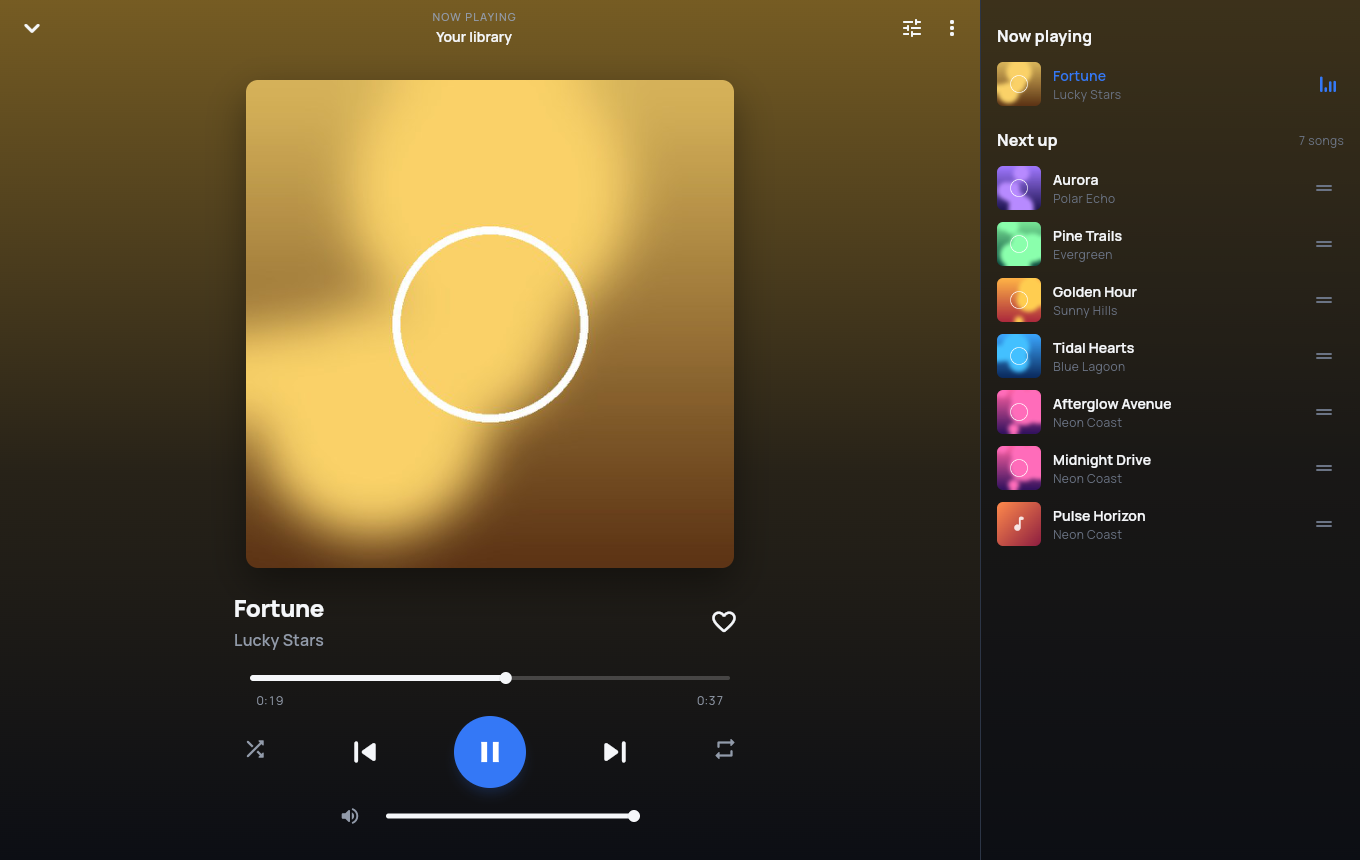 NOW PLAYING
Your library
Fortune
Lucky Stars
0:19
0:37
Now playing
Fortune
Lucky Stars
Next up
7 songs
Aurora
Polar Echo
Pine Trails
Evergreen
Golden Hour
Sunny Hills
Tidal Hearts
Blue Lagoon
Afterglow Avenue
Neon Coast
Midnight Drive
Neon Coast
Pulse Horizon
Neon Coast